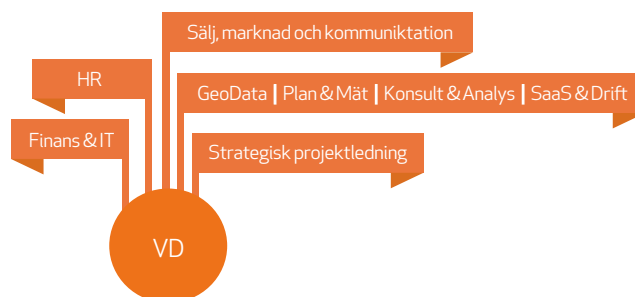 Sälj, marknad och kommuniktation
HR
GeoData | Plan & Mät | Konsult & Analys | SaaS & Drift
Finans & IT
Strategisk projektledning
VD